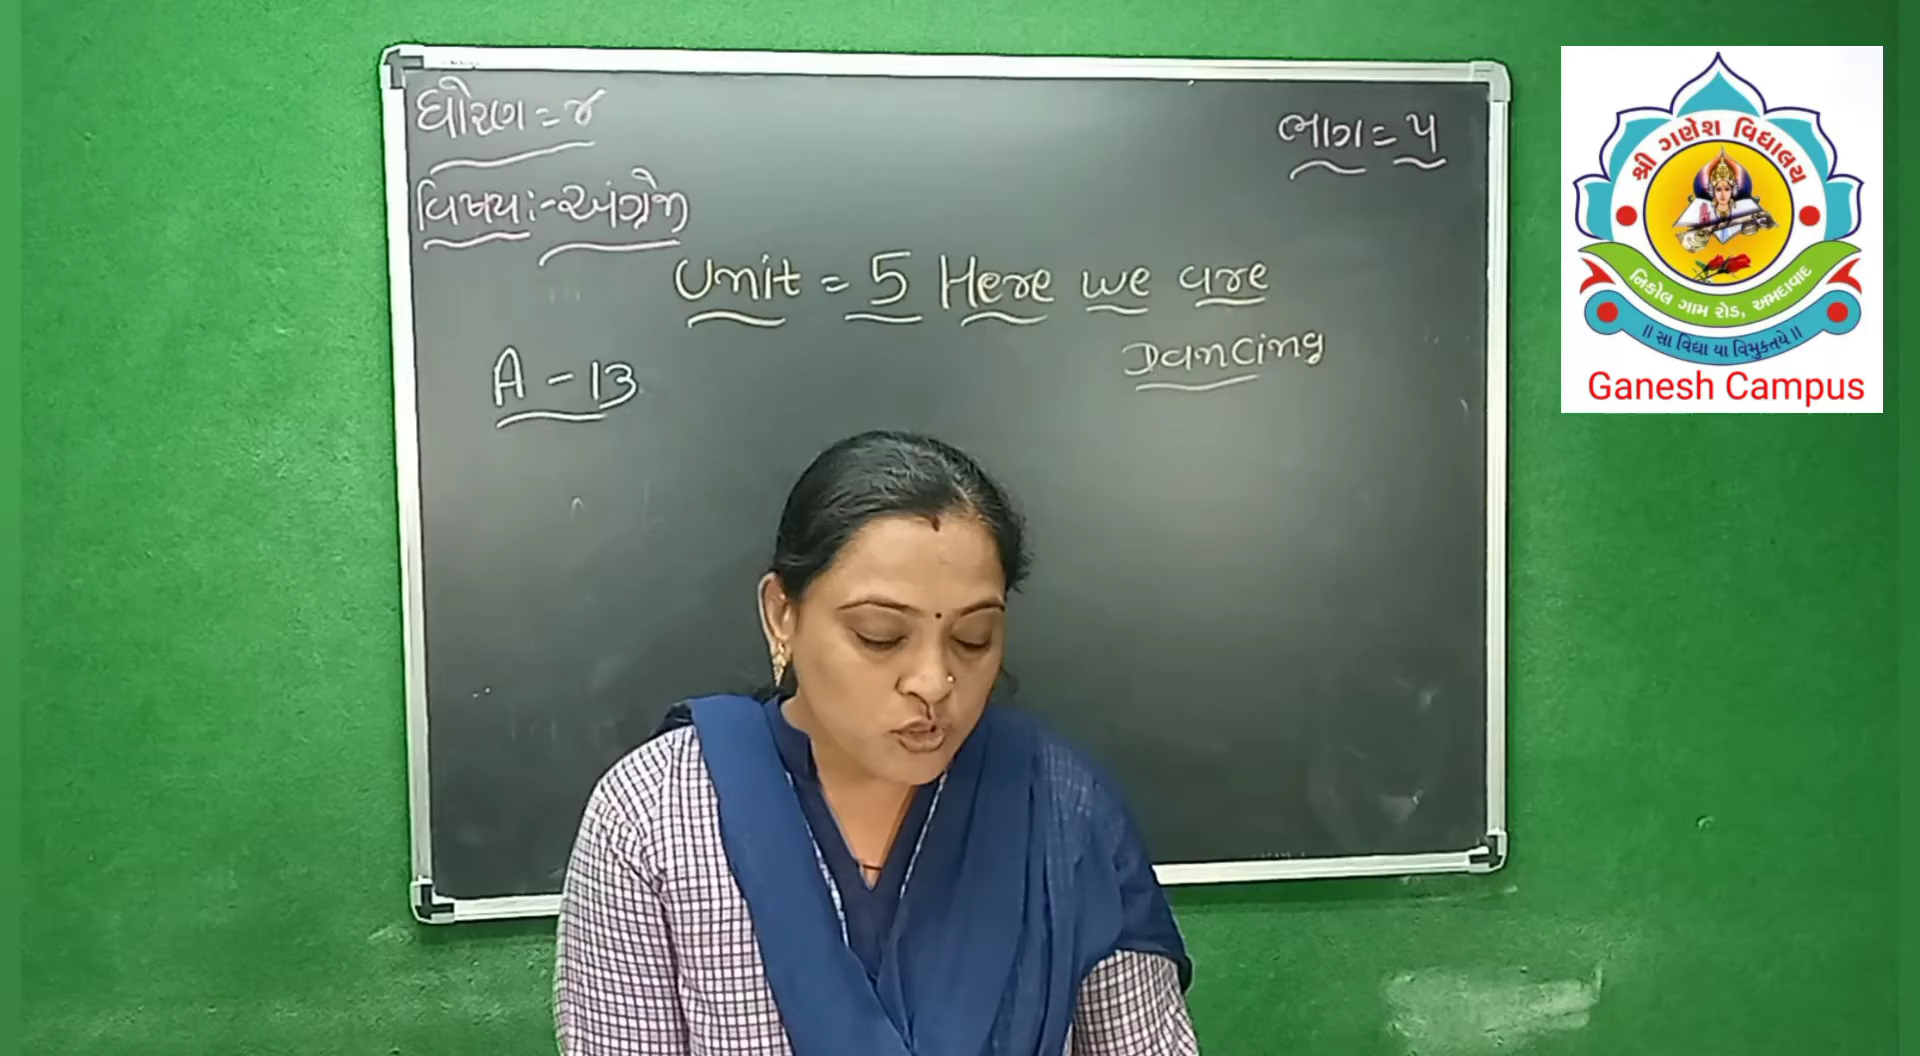 ધોરણ = ૪
ભાગ = ૫
વિષય :- અંગ્રેજી
Unit = 5 Here we are
Dancing
A - 13
શ્રી ગણેશ વિદ્યાલય
નિકોલ ગામ રોડ, અમદાવાદ
॥ સા વિદ્યા યા વિમુક્તયે ॥
Ganesh Campus